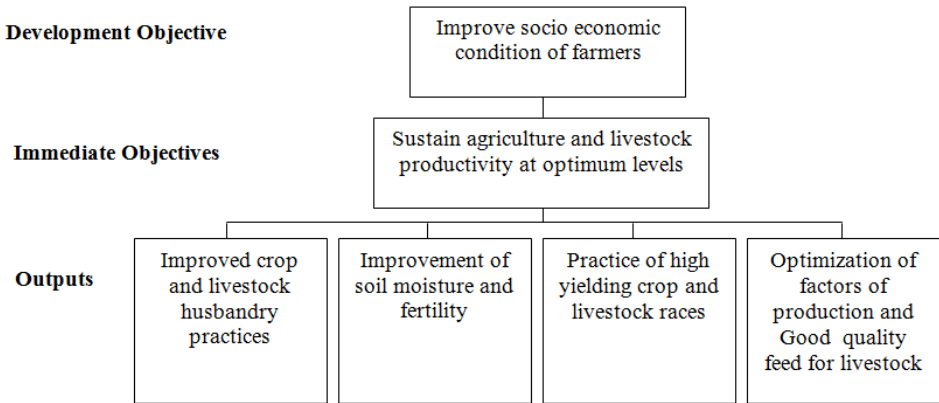 Development Objective
Improve socio economic
condition of farmers
Immediate Objectives
Sustain agriculture and livestock
productivity at optimum levels
Outputs
Improved crop
and livestock
husbandry
practices
Improvement of
soil moisture and
fertility
Practice of high
yielding crop and
livestock races
Optimization of
factors of
production and
Good quality
feed for livestock